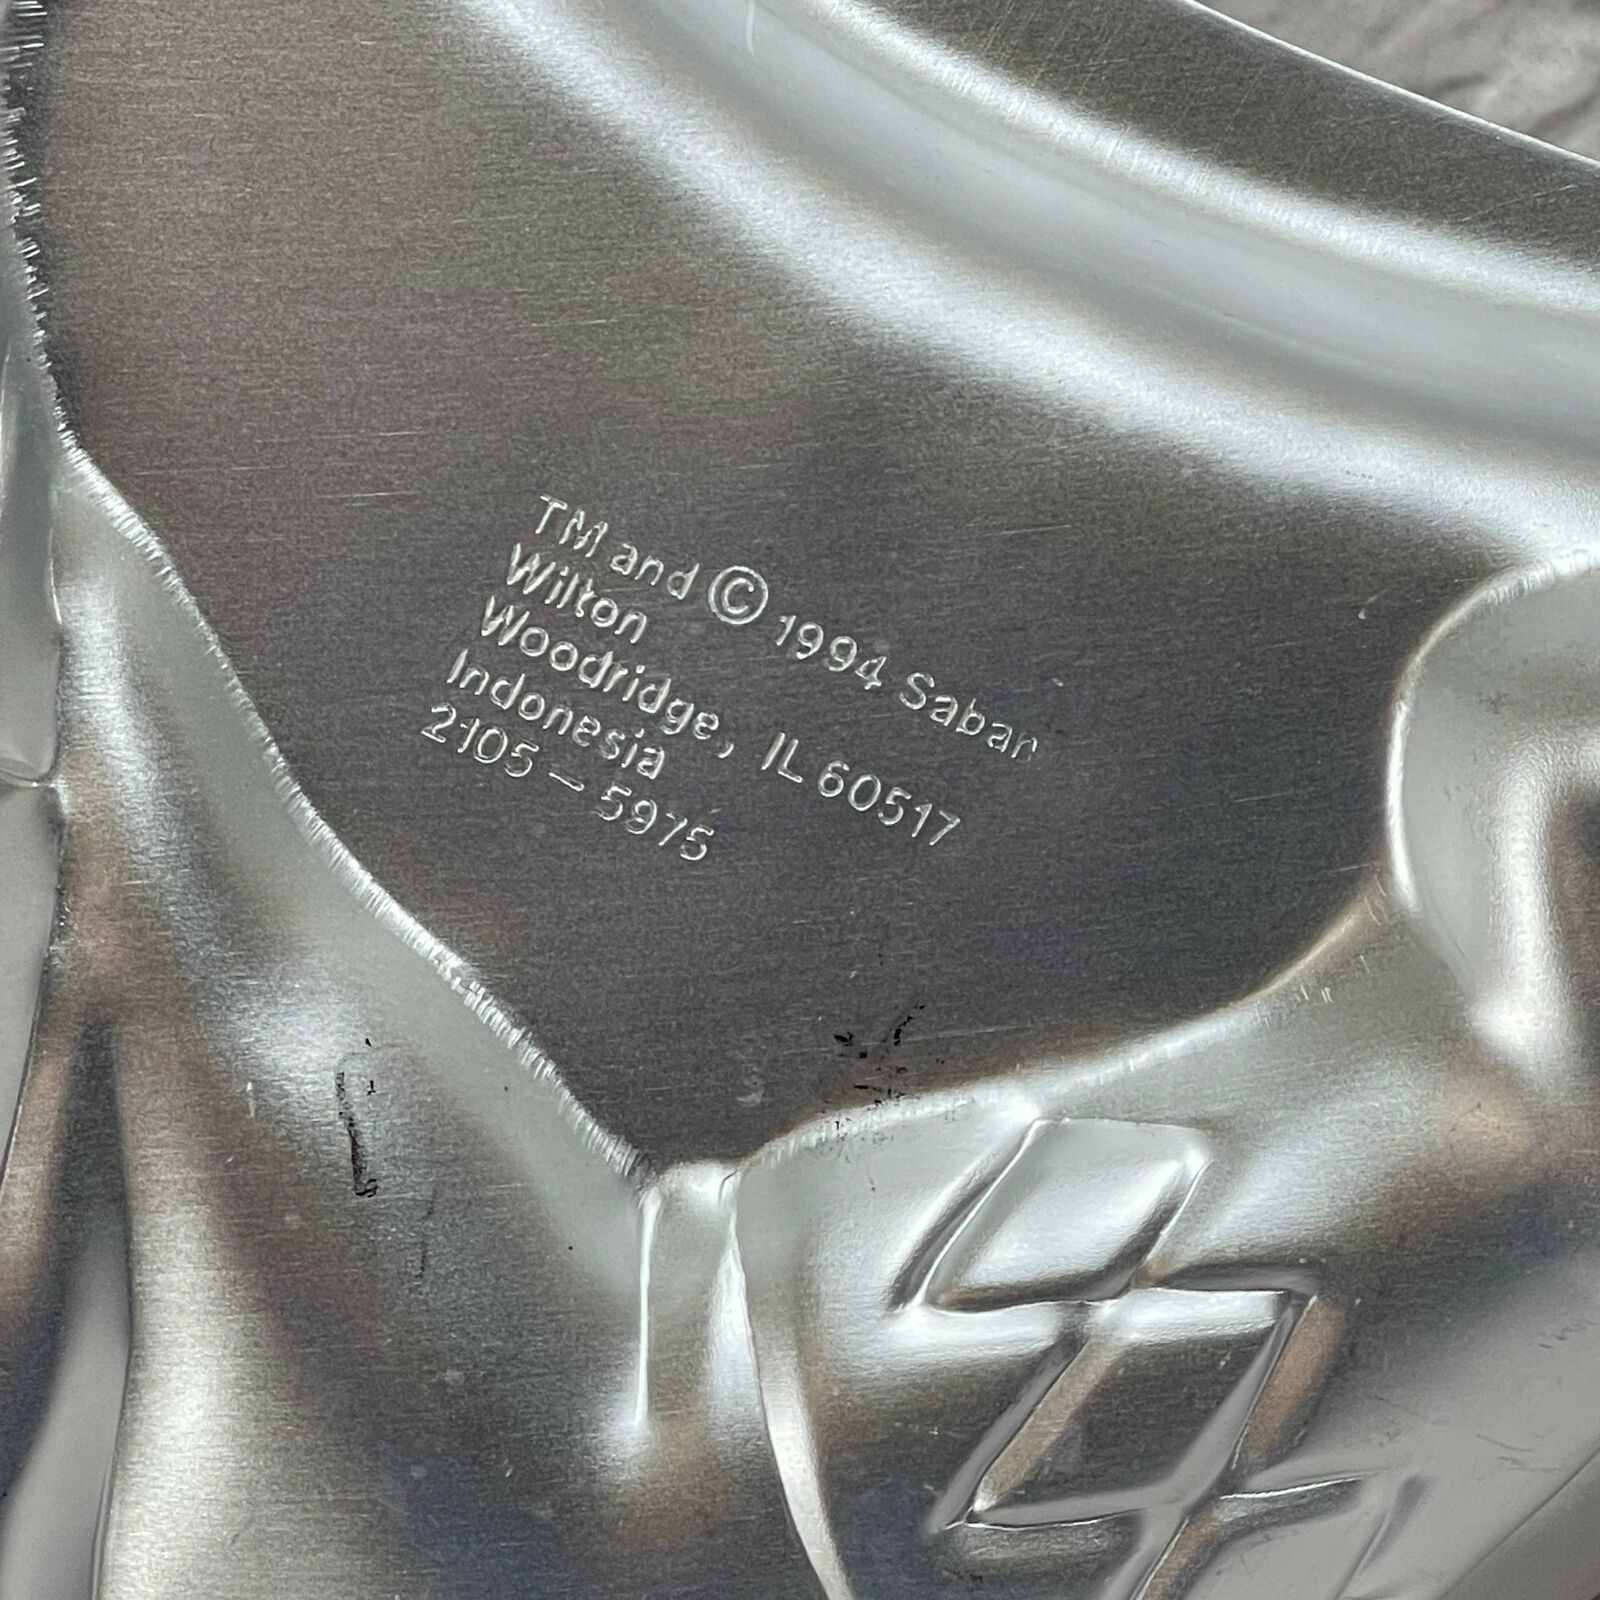 TM and © 1994 Saban
Wilton
Woodridge, IL 60517
Indonesia
2105-5975